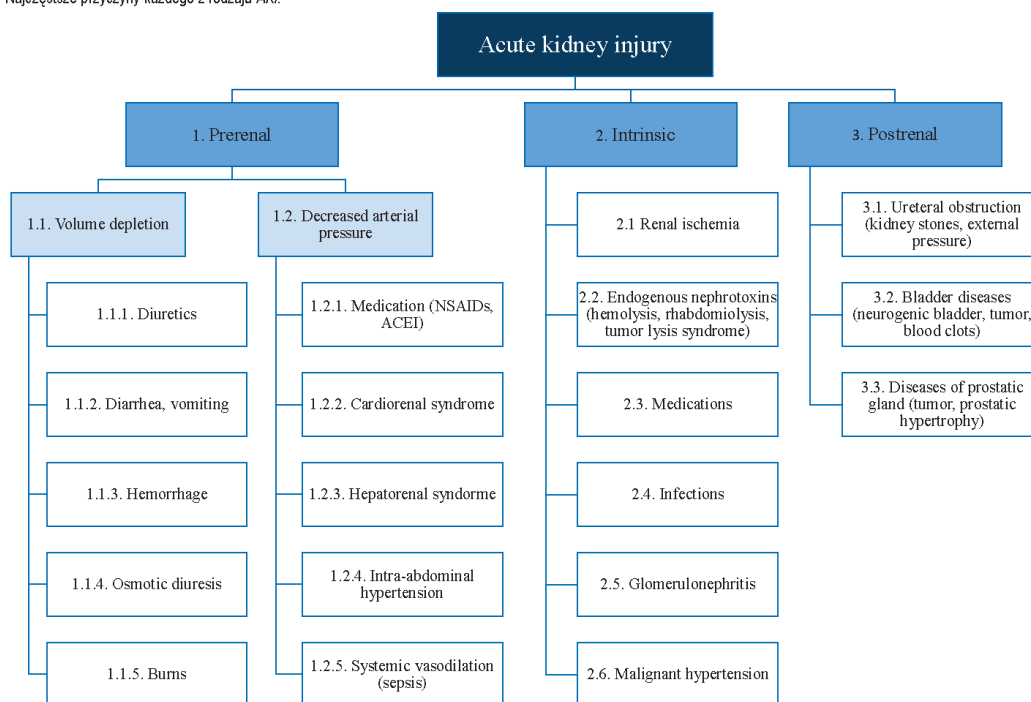 Najczęstsze przyczyny każdego z rodzaju AKI.
Acute kidney injury
1. Prerenal
2. Intrinsic
3. Postrenal
1.1. Volume depletion
1.2. Decreased arterial
pressure
1.1.1. Diuretics
1.1.2. Diarrhea, vomiting
1.1.3. Hemorrhage
1.1.4. Osmotic diuresis
1.1.5. Burns
1.2.1. Medication (NSAIDs,
ACEI)
1.2.2. Cardiorenal syndrome
1.2.3. Hepatorenal syndorme
1.2.4. Intra-abdominal
hypertension
1.2.5. Systemic vasodilation
(sepsis)
2.1 Renal ischemia
2.2. Endogenous nephrotoxins
(hemolysis, rhabdomiolysis,
tumor lysis syndrome)
2.3. Medications
2.4. Infections
2.5. Glomerulonephritis
2.6. Malignant hypertension
3.1. Ureteral obstruction
(kidney stones, external
pressure)
3.2. Bladder diseases
(neurogenic bladder, tumor,
blood clots)
3.3. Diseases of prostatic
gland (tumor, prostatic
hypertrophy)